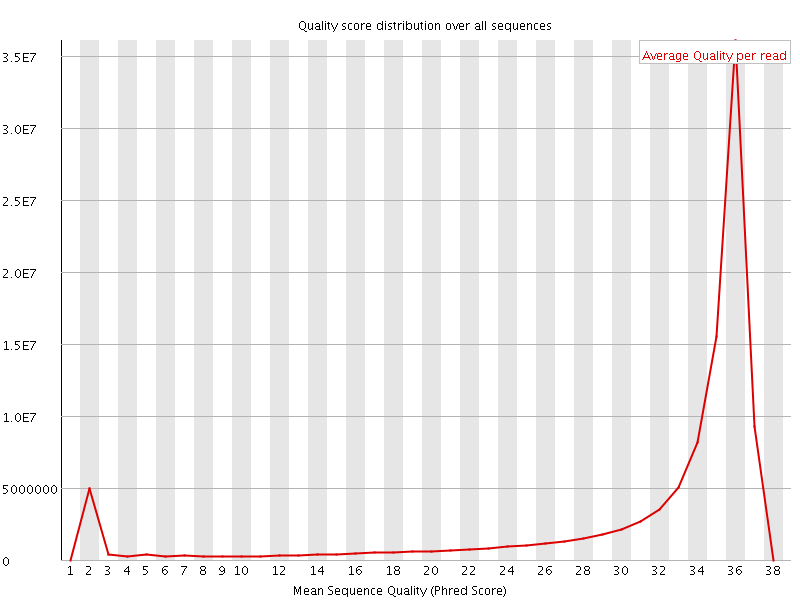 Quality score distribution over all sequences
Average Quality per read
3.5E7
3.0E7
2.5E7
2.0E7
1.5E7
1.0E7
5000000
0
1 2 3 4 5 6 7 8 9 10 12 14 16 18 20 22 24 26 28 30 32 34 36 38
Mean Sequence Quality (Phred Score)